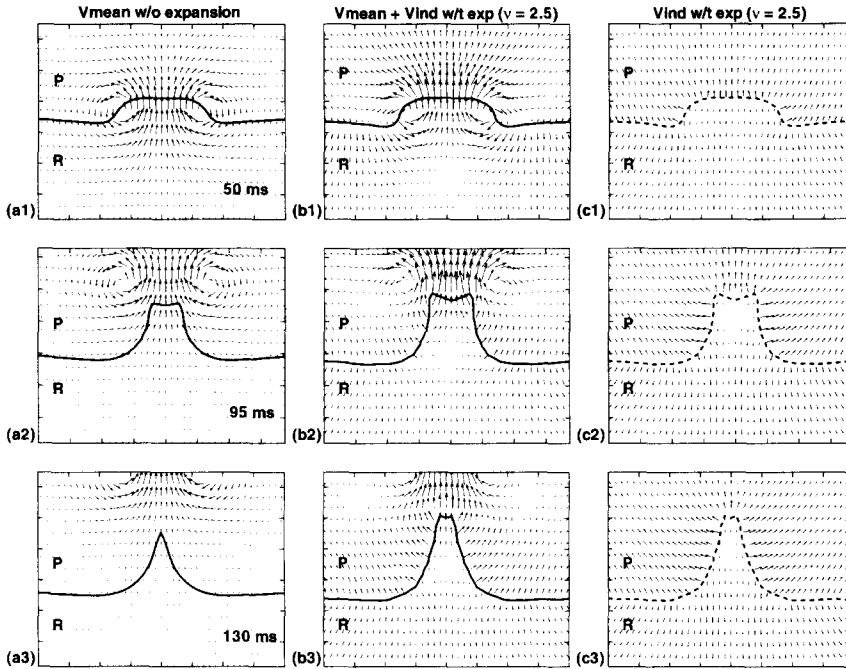 Vmean w/o expansion
Vmean + Vind w/t exp (ν = 2.5)
Vind w/t exp (ν = 2.5)
P
R
50 ms
(a1)
P
R
(b1)
P
R
(c1)
P
R
95 ms
(a2)
P
R
(b2)
P
R
(c2)
P
R
130 ms
(a3)
P
R
(b3)
P
R
(c3)